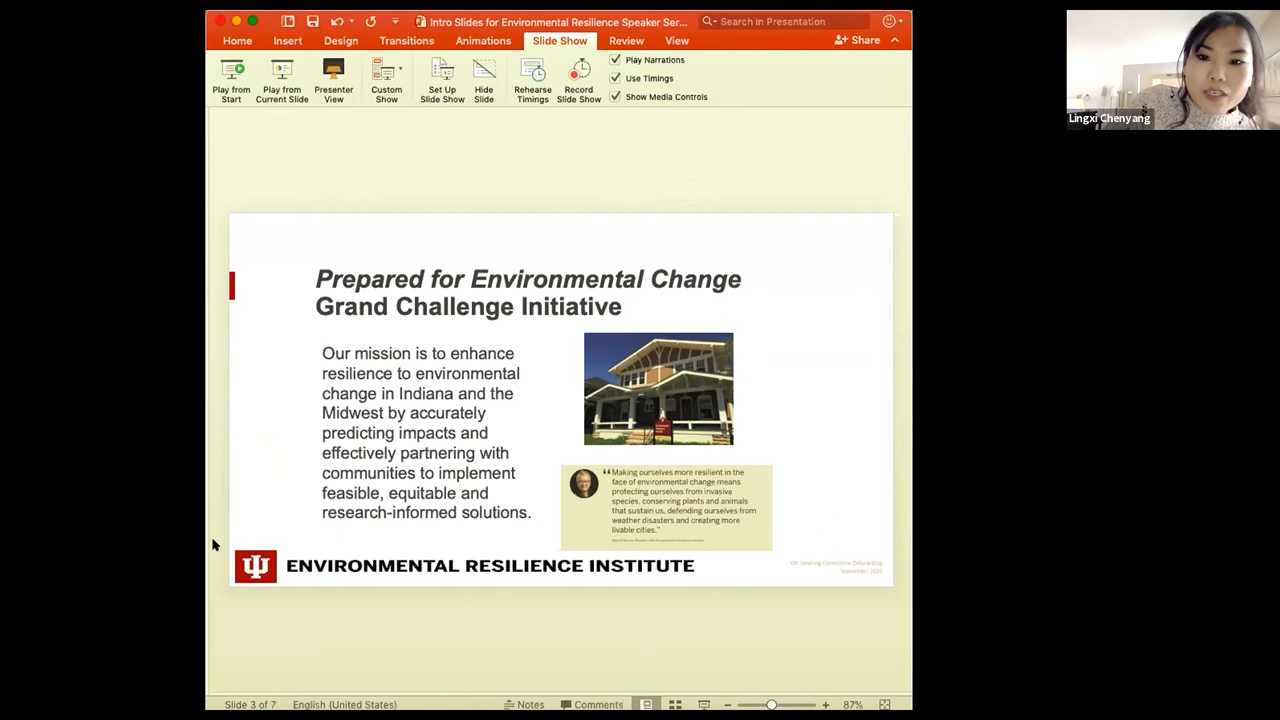 Intro Slides for Environmental Resilience Speaker Ser...
Search in Presentation
Home
Insert
Design
Transitions
Animations
Slide Show
Review
View
Share
Play from
Start
Play from
Current Slide
Presenter
View
Custom
Show
Set Up
Slide Show
Hide
Slide
Rehearse
Timings
Record
Slide Show
Play Narrations
Use Timings
Show Media Controls
Lingxi Chenyang
Prepared for Environmental Change
Grand Challenge Initiative
Our mission is to enhance
resilience to environmental
change in Indiana and the
Midwest by accurately
predicting impacts and
effectively partnering with
communities to implement
feasible, equitable and
research-informed solutions.
“Making ourselves more resilient in the
face of environmental change means
protecting ourselves from invasive
species, conserving plants and animals
that sustain us, defending ourselves from
weather disasters and creating more
livable cities.”
ENVIRONMENTAL RESILIENCE INSTITUTE
ERI Steering Committee Onboarding
September 2020
Slide 3 of 7
English (United States)
Notes
Comments
87%